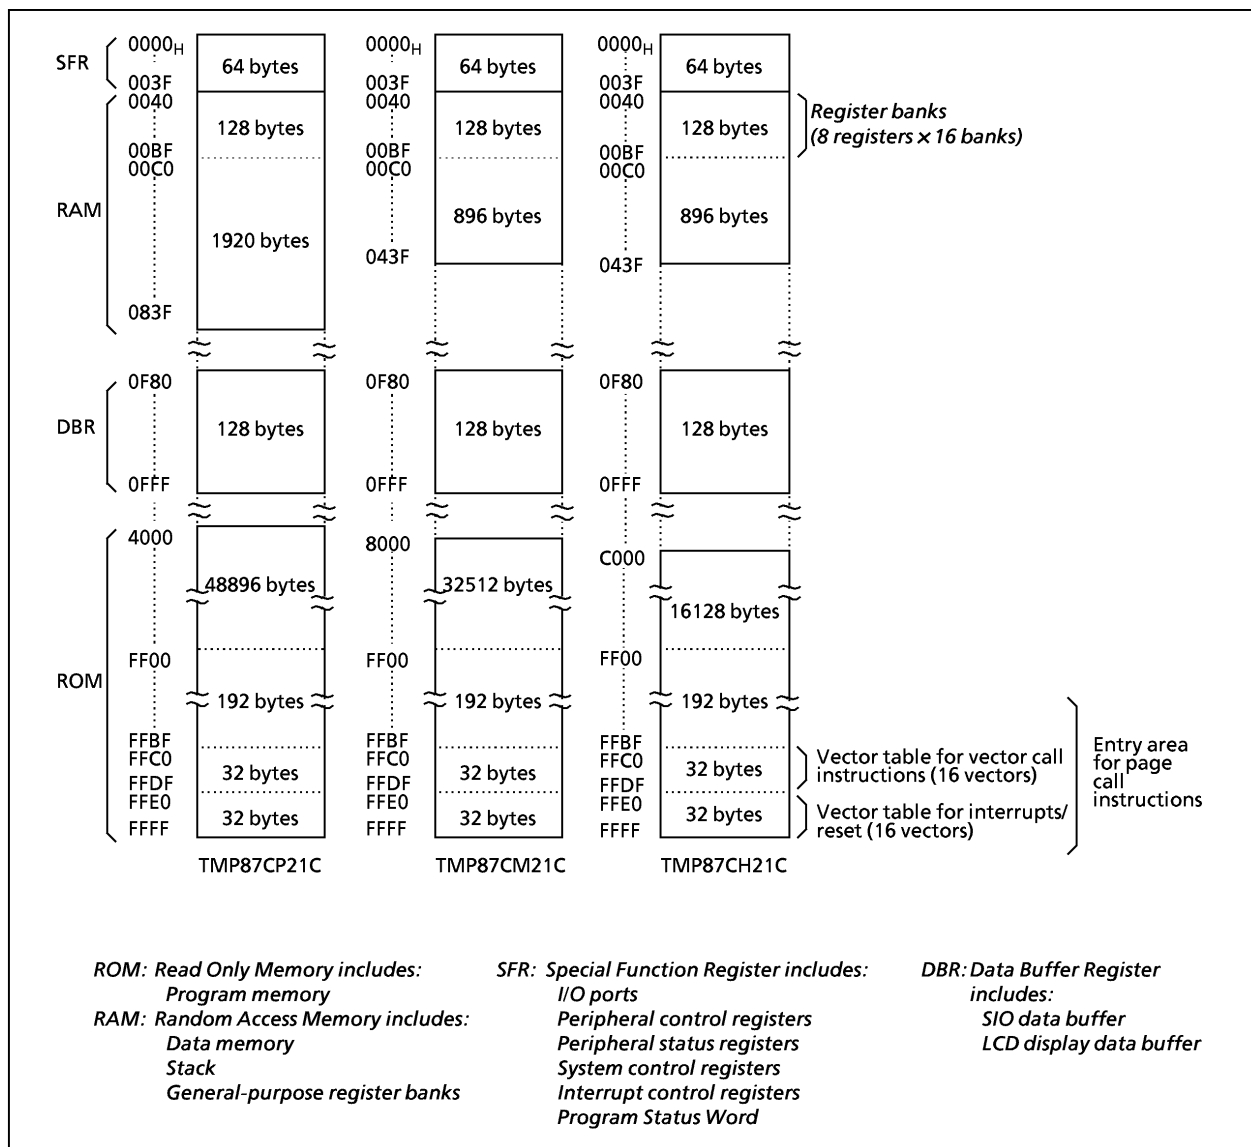 SFR
RAM
DBR
ROM
0000H
003F
0040
00BF
00C0
083F
0F80
0FFF
4000
FF00
FFBF
FFC0
FFDF
FFE0
FFFF
64 bytes
128 bytes
1920 bytes
128 bytes
48896 bytes
192 bytes
32 bytes
32 bytes
TMP87CP21C
0000H
003F
0040
00BF
00C0
043F
0F80
0FFF
8000
FF00
FFBF
FFC0
FFDF
FFE0
FFFF
64 bytes
128 bytes
896 bytes
128 bytes
32512 bytes
192 bytes
32 bytes
32 bytes
TMP87CM21C
0000H
003F
0040
00BF
00C0
043F
0F80
0FFF
C000
FF00
FFBF
FFC0
FFDF
FFE0
FFFF
64 bytes
128 bytes
896 bytes
128 bytes
16128 bytes
192 bytes
32 bytes
32 bytes
TMP87CH21C
Register banks
(8 registers × 16 banks)
Vector table for vector call
instructions (16 vectors)
Vector table for interrupts/
reset (16 vectors)
Entry area
for page
call
instructions
ROM: Read Only Memory includes:
Program memory
RAM: Random Access Memory includes:
Data memory
Stack
General-purpose register banks
SFR: Special Function Register includes:
I/O ports
Peripheral control registers
Peripheral status registers
System control registers
Interrupt control registers
Program Status Word
DBR: Data Buffer Register
includes:
SIO data buffer
LCD display data buffer